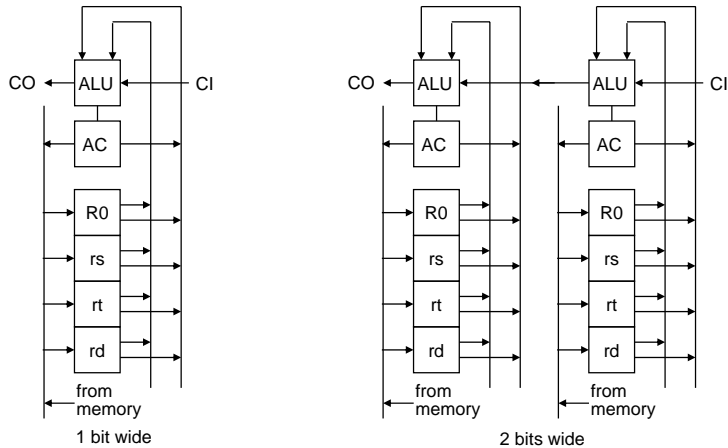 CO
ALU
CI
AC
R0
rs
rt
rd
from
memory
1 bit wide
CO
ALU
ALU
CI
AC
AC
R0
R0
rs
rs
rt
rt
rd
rd
from
memory
from
memory
2 bits wide